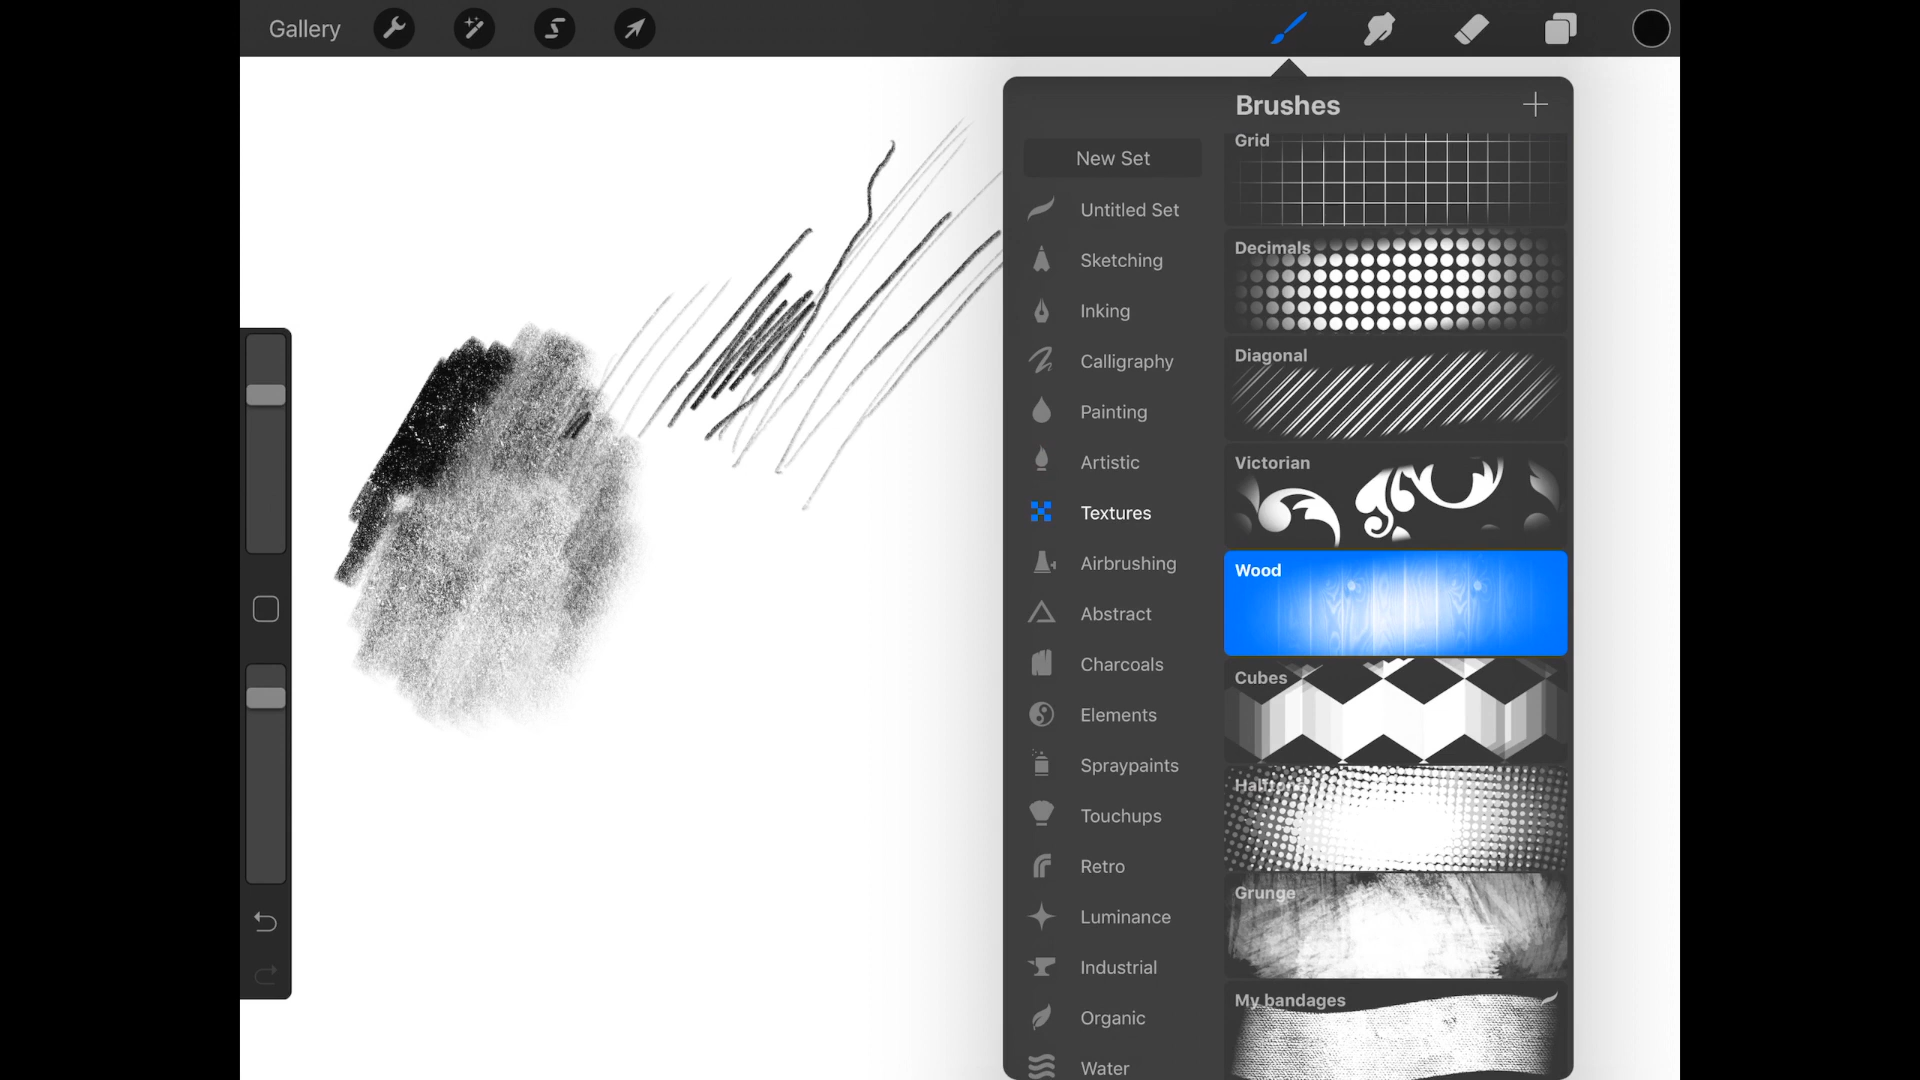 Gallery
Brushes
New Set
Untitled Set
Sketching
Inking
Calligraphy
Painting
Artistic
Textures
Airbrushing
Abstract
Charcoals
Elements
Spraypaints
Touchups
Retro
Luminance
Industrial
Organic
Water
Grid
Decimals
Diagonal
Victorian
Wood
Cubes
Halftone
Grunge
My bandages